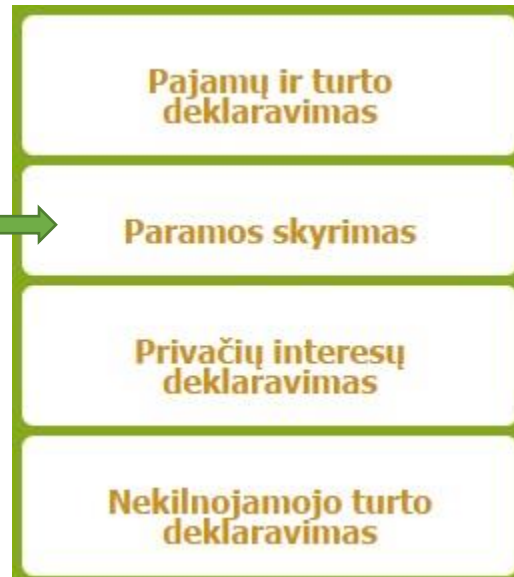 Pajamų ir turto
deklaravimas
Paramos skyrimas
Privačių interesų
deklaravimas
Nekilnojamojo turto
deklaravimas